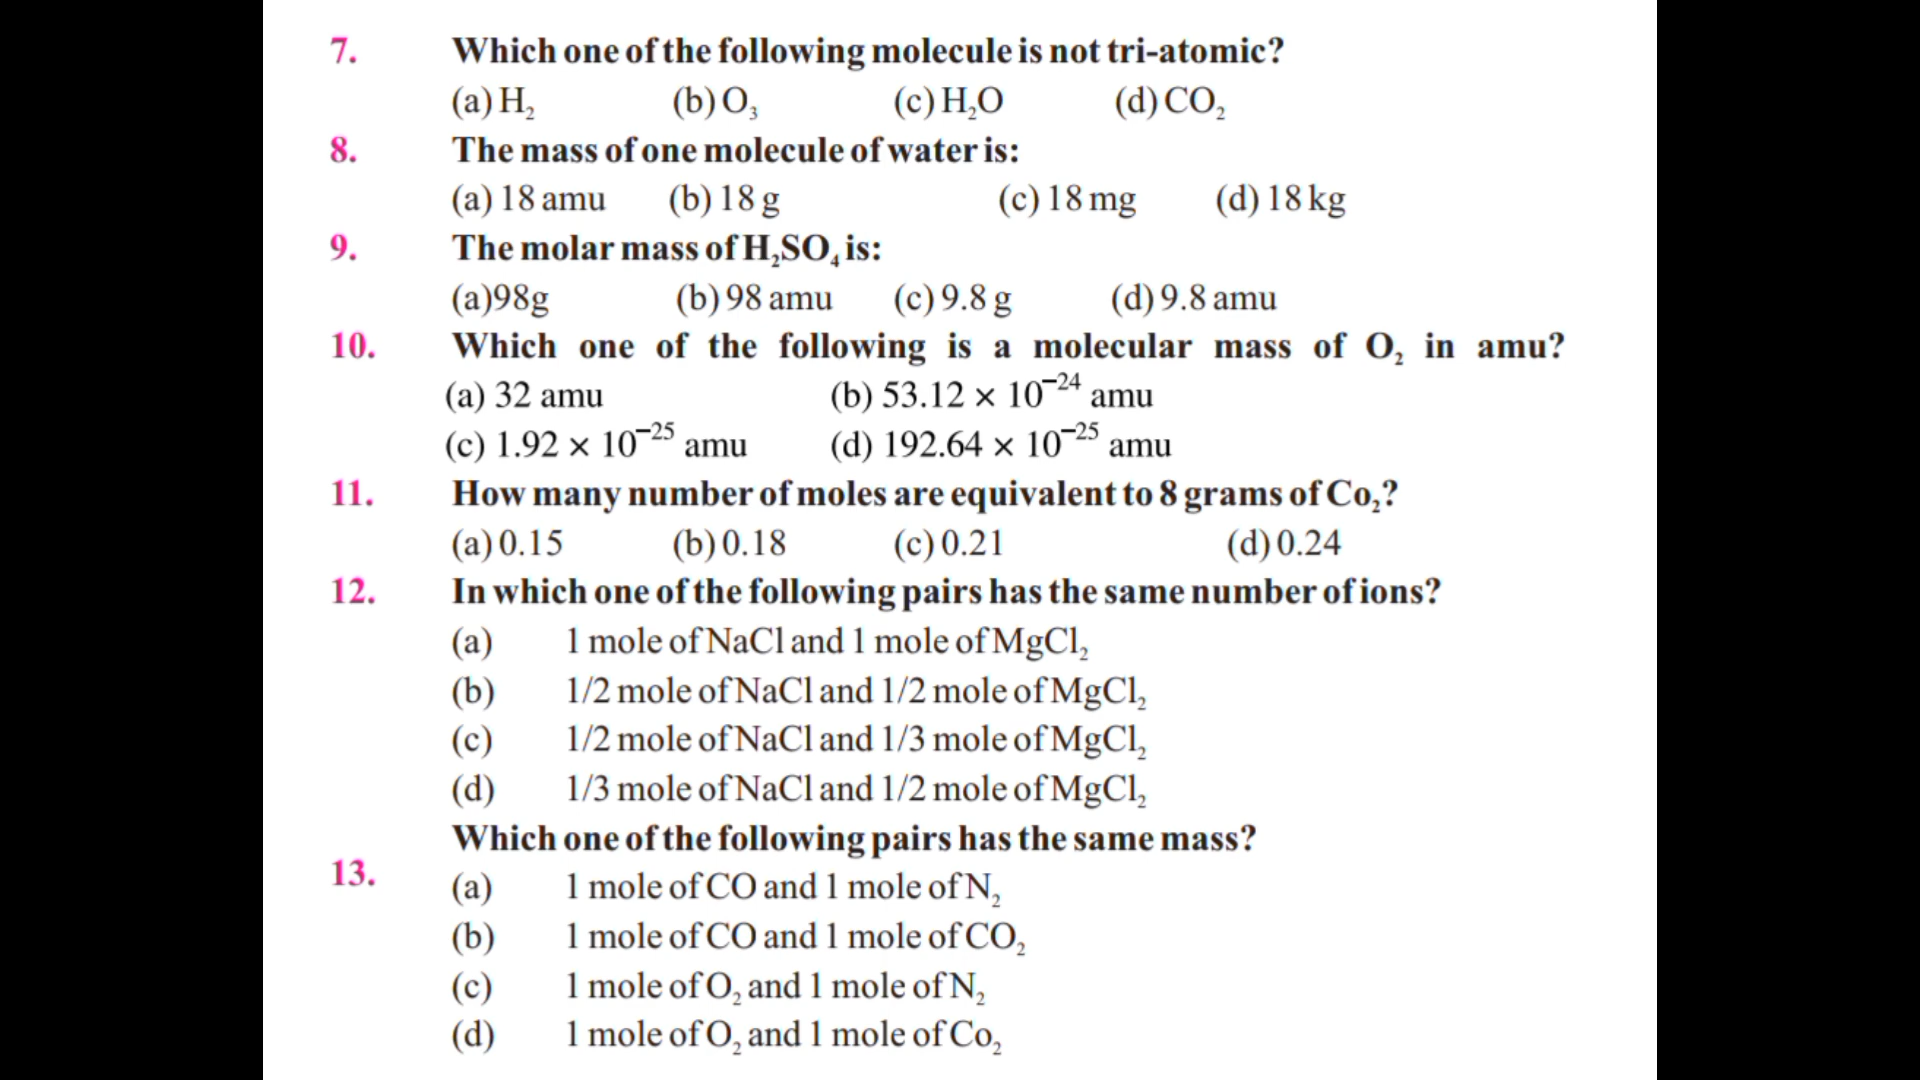 7. Which one of the following molecule is not tri-atomic?
(a) H₂ (b) O₃ (c) H₂O (d) CO₂
8. The mass of one molecule of water is:
(a) 18 amu (b) 18 g (c) 18 mg (d) 18 kg
9. The molar mass of H₂SO₄ is:
(a)98g (b) 98 amu (c) 9.8 g (d) 9.8 amu
10. Which one of the following is a molecular mass of O₂ in amu?
(a) 32 amu (b) 53.12 × 10⁻²⁴ amu
(c) 1.92 × 10⁻²⁵ amu (d) 192.64 × 10⁻²⁵ amu
11. How many number of moles are equivalent to 8 grams of Co₂?
(a) 0.15 (b) 0.18 (c) 0.21 (d) 0.24
12. In which one of the following pairs has the same number of ions?
(a) 1 mole of NaCl and 1 mole of MgCl₂
(b) 1/2 mole of NaCl and 1/2 mole of MgCl₂
(c) 1/2 mole of NaCl and 1/3 mole of MgCl₂
(d) 1/3 mole of NaCl and 1/2 mole of MgCl₂
Which one of the following pairs has the same mass?
13.
(a) 1 mole of CO and 1 mole of N₂
(b) 1 mole of CO and 1 mole of CO₂
(c) 1 mole of O₂ and 1 mole of N₂
(d) 1 mole of O₂ and 1 mole of Co₂